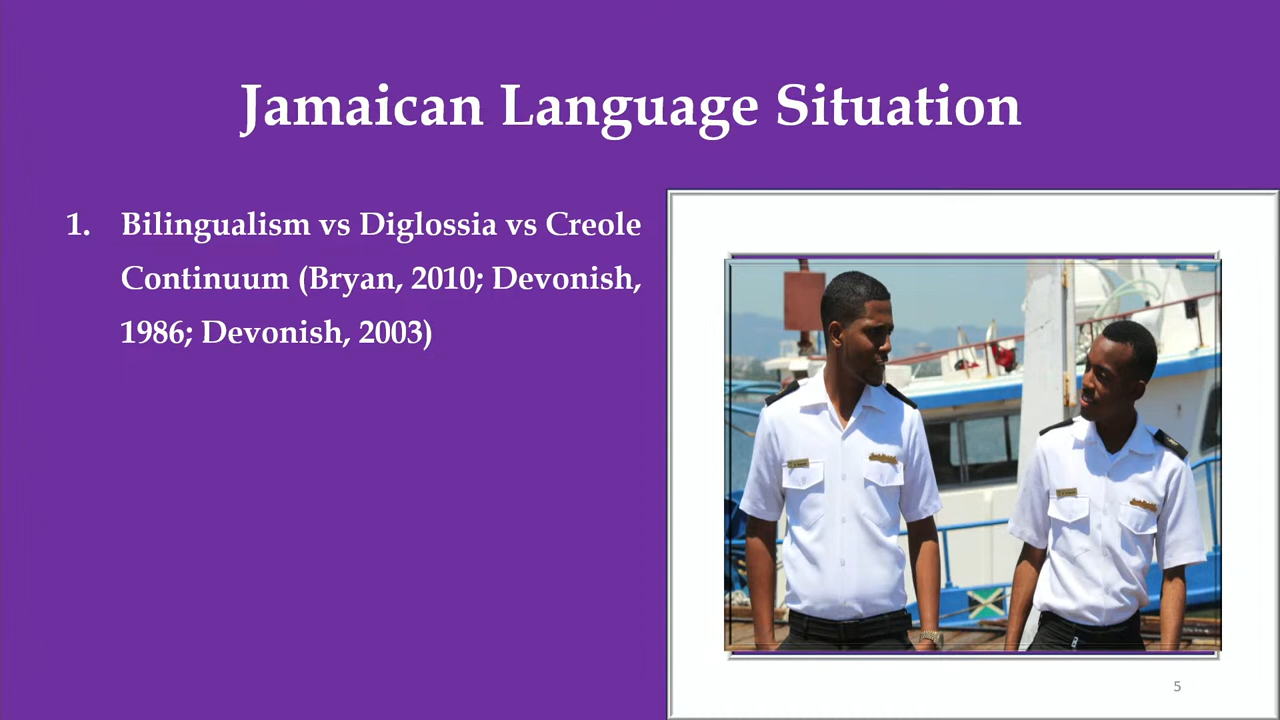 Jamaican Language Situation
1. Bilingualism vs Diglossia vs Creole
Continuum (Bryan, 2010; Devonish,
1986; Devonish, 2003)
5